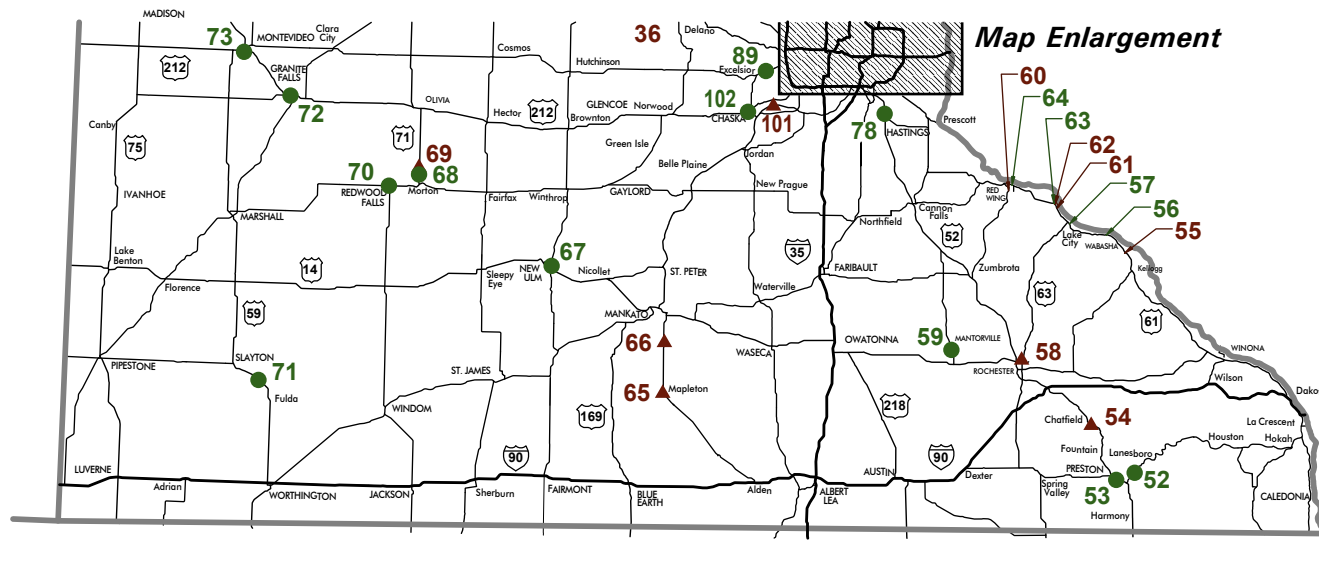 MADISON
73
MONTEVIDEO
Clara
City
212
GRANITE
FALLS
72
Cosmos
36
Delano
Hutchinson
89
Excelsior
Map Enlargement
60
64
63
62
61
57
56
55
OLIVIA
Hector
212
GLENCOE
Norwood
Brownton
102
CHASKA
101
78
HASTINGS
Prescott
Canby
75
71
69
68
70
REDWOOD
FALLS
Morton
Green Isle
Belle Plaine
Jordan
IVANHOE
MARSHALL
Fairfax
Winthrop
GAYLORD
New Prague
Northfield
Cannon
Falls
RED
WING
52
Lake
City
WABASHA
Kellogg
Lake
Benton
Florence
14
Sleepy
Eye
NEW
ULM
67
Nicollet
ST. PETER
35
FARIBAULT
Zumbrota
63
61
59
Waterville
MANKATO
66
WASECA
OWATONNA
59
MANTORVILLE
ROCHESTER
58
WINONA
PIPESTONE
SLAYTON
71
Fulda
ST. JAMES
WINDOM
65
Mapleton
169
218
Wilson
Dako
Chatfield
54
La Crescent
Houston
Hokah
Fountain
Lanesboro
LUVERNE
Adrian
WORTHINGTON
JACKSON
90
Sherburn
FAIRMONT
BLUE
EARTH
Alden
ALBERT
LEA
AUSTIN
90
Dexter
Spring
Valley
PRESTON
53
52
Harmony
CALEDONIA